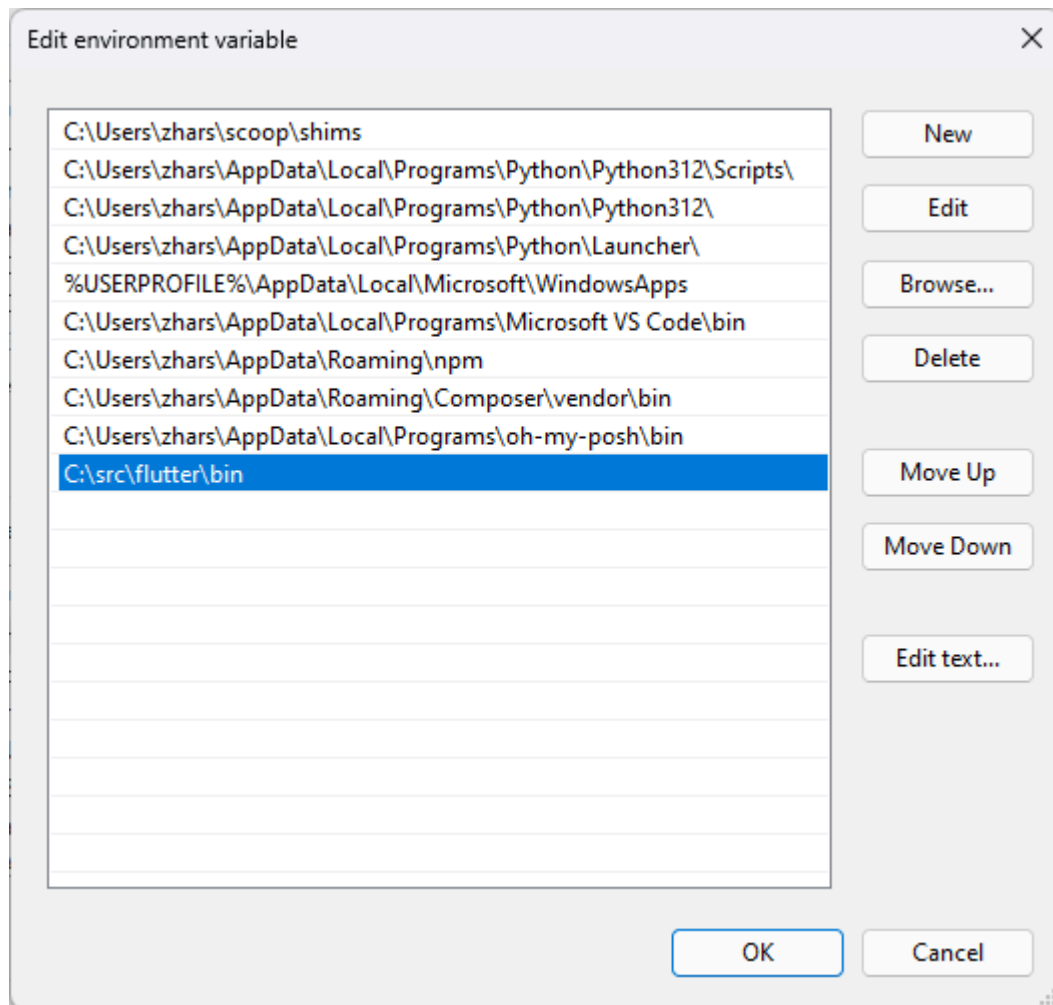 Edit environment variable
C:\Users\zhars\scoop\shims
C:\Users\zhars\AppData\Local\Programs\Python\Python312\Scripts\
C:\Users\zhars\AppData\Local\Programs\Python\Python312\
C:\Users\zhars\AppData\Local\Programs\Python\Launcher\
%USERPROFILE%\AppData\Local\Microsoft\WindowsApps
C:\Users\zhars\AppData\Local\Programs\Microsoft VS Code\bin
C:\Users\zhars\AppData\Roaming\npm
C:\Users\zhars\AppData\Roaming\Composer\vendor\bin
C:\Users\zhars\AppData\Local\Programs\oh-my-posh\bin
C:\src\flutter\bin
New
Edit
Browse...
Delete
Move Up
Move Down
Edit text...
OK
Cancel